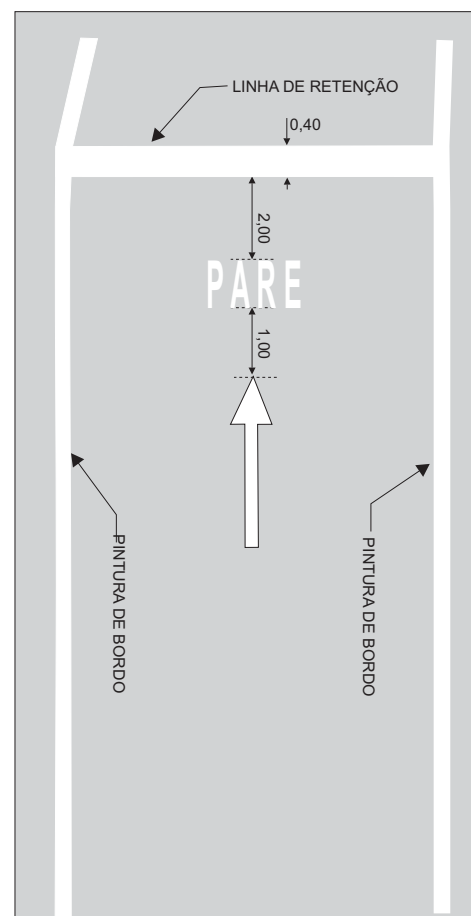 LINHA DE RETENÇÃO
0,40
2,00
PARE
1,00
PINTURA DE BORDO
PINTURA DE BORDO